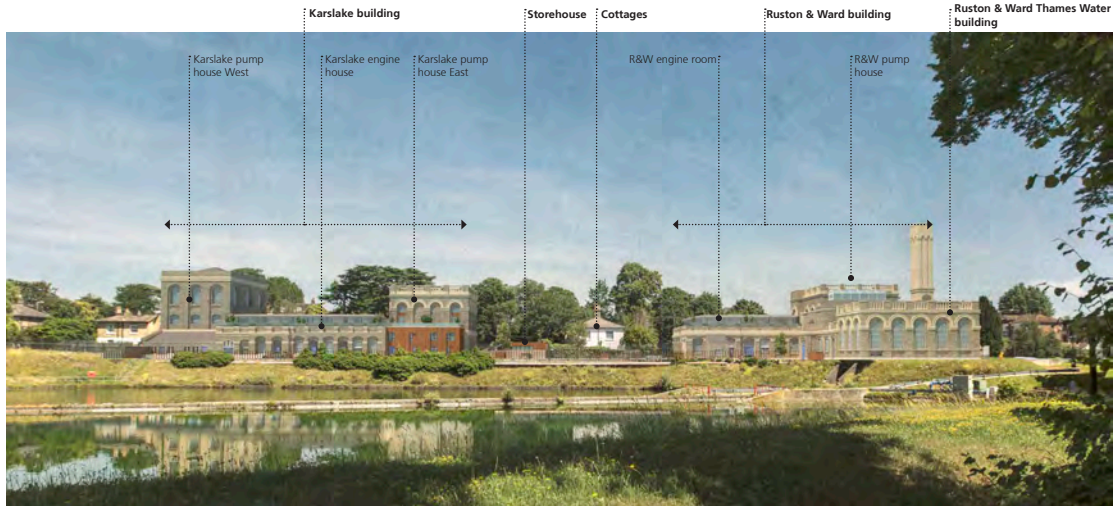 Karslake building
Storehouse
Cottages
Ruston & Ward building
Ruston & Ward Thames Water
building
Karslake pump
house West
Karslake engine
house
Karslake pump
house East
R&W engine room
R&W pump
house